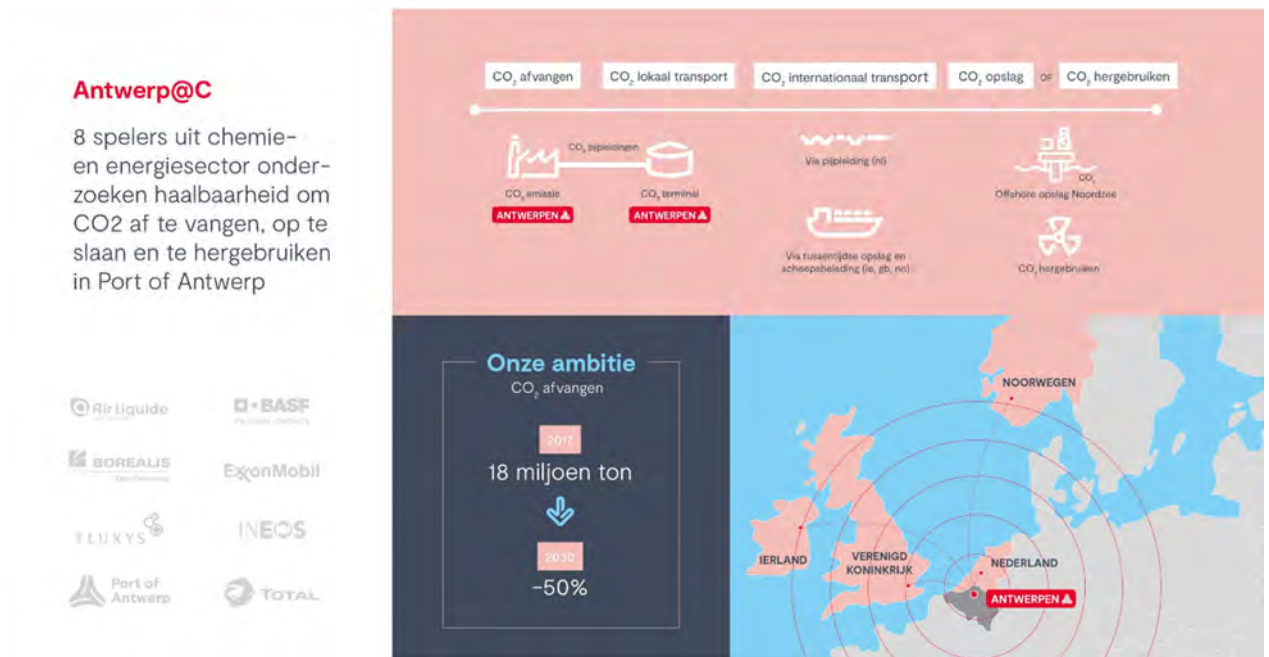 Antwerp@C
8 spelers uit chemie-
en energiesector onder-
zoeken haalbaarheid om
CO2 af te vangen, op te
slaan en te hergebruiken
in Port of Antwerp
Air Liquide
BASF
BOREALIS
ExxonMobil
FLUXYS
INEOS
Port of
Antwerp
TOTAL
CO₂ afvangen
CO₂ lokaal transport
CO₂ internationaal transport
CO₂ opslag
OF
CO₂ hergebruiken
CO₂ pijpleidingen
CO₂ emissie
ANTWERPEN
CO₂ terminal
ANTWERPEN
Via pijpleiding (nl)
Via tussentijdse opslag en
scheepsbelading (ie, gb, no)
CO₂
Offshore opslag Noordzee
CO₂ hergebruiken
Onze ambitie
CO₂ afvangen
2017
18 miljoen ton
2030
-50%
NOORWEGEN
IERLAND
VERENIGD
KONINKRIJK
NEDERLAND
ANTWERPEN